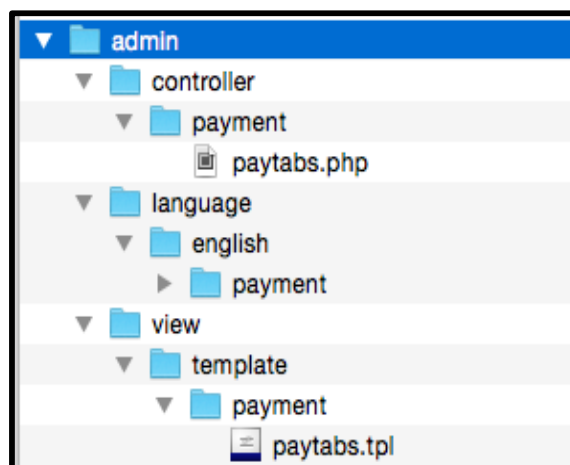 admin
controller
payment
paytabs.php
language
english
payment
view
template
payment
paytabs.tpl